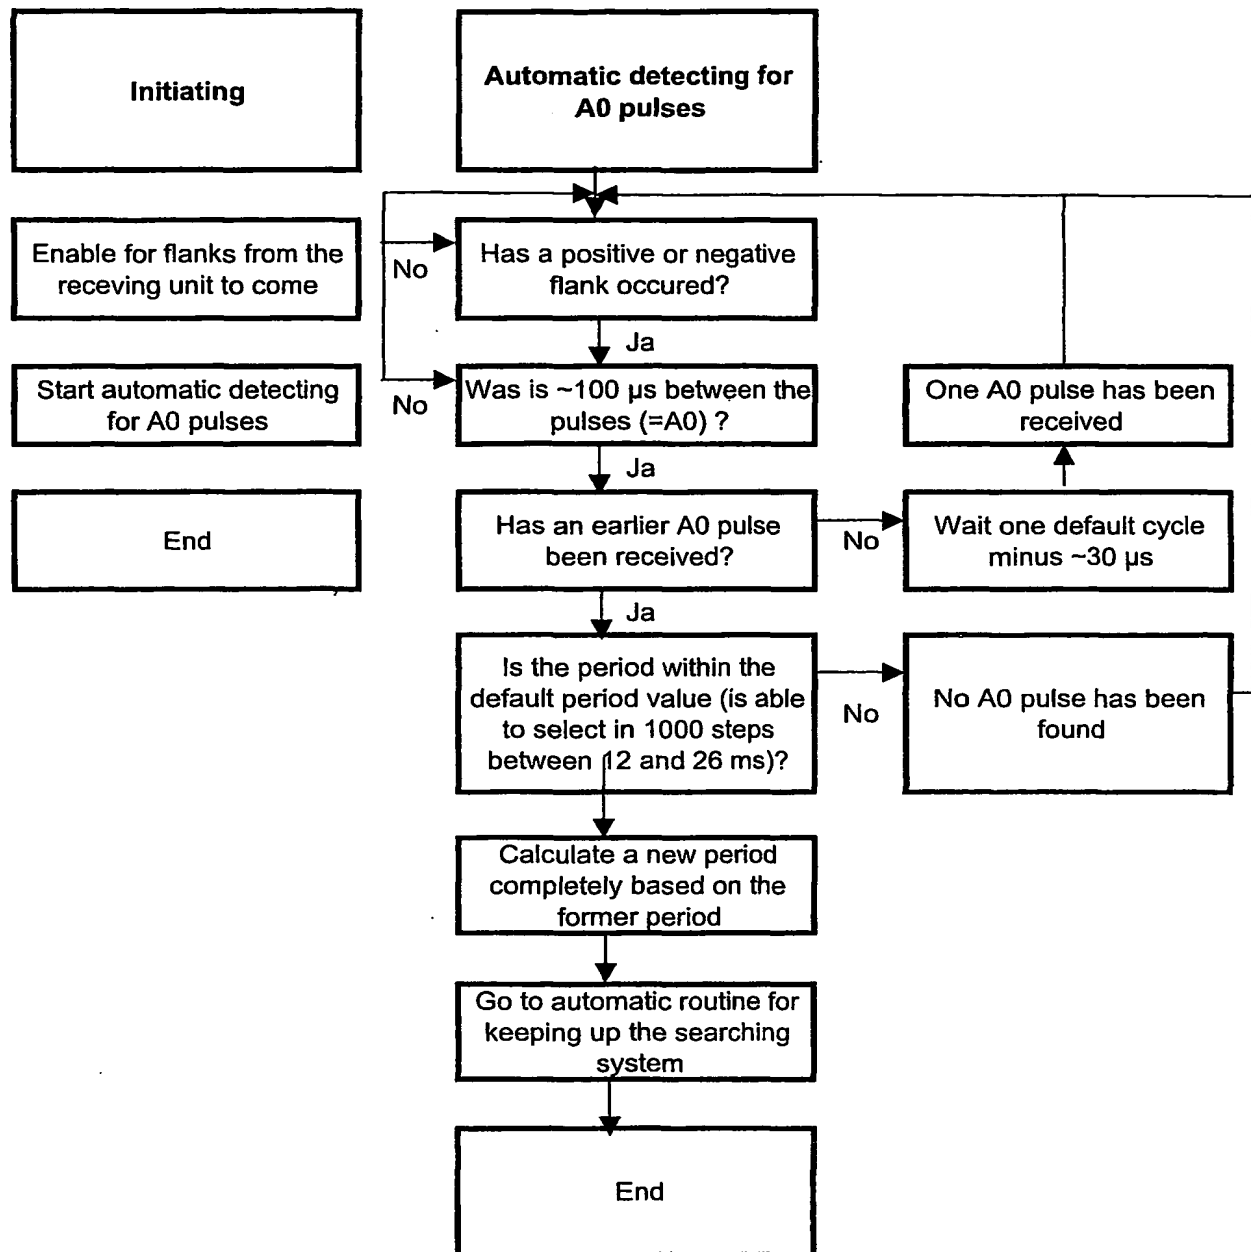 Initiating
Enable for flanks from the
receving unit to come
Start automatic detecting
for A0 pulses
End
Automatic detecting for
A0 pulses
Has a positive or negative
flank occured?
No
Ja
Was is ~100 µs between the
pulses (=A0) ?
No
Ja
Has an earlier A0 pulse
been received?
No
Ja
Is the period within the
default period value (is able
to select in 1000 steps
between 12 and 26 ms)?
No
Calculate a new period
completely based on the
former period
Go to automatic routine for
keeping up the searching
system
End
One A0 pulse has been
received
Wait one default cycle
minus ~30 µs
No A0 pulse has been
found